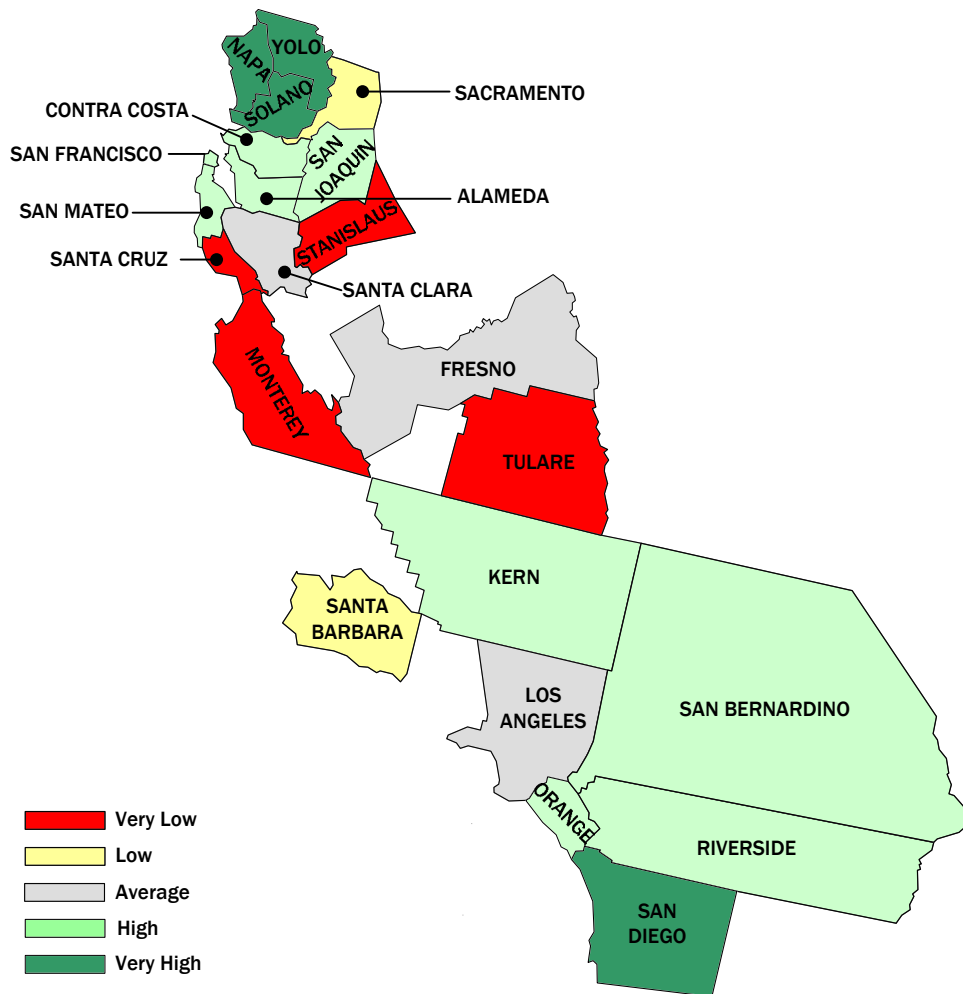 YOLO
NAPA
SOLANO
SACRAMENTO
CONTRA COSTA
SAN FRANCISCO
SAN
JOAQUIN
ALAMEDA
SAN MATEO
STANISLAUS
SANTA CRUZ
SANTA CLARA
MONTEREY
FRESNO
TULARE
KERN
SANTA
BARBARA
LOS
ANGELES
SAN BERNARDINO
ORANGE
RIVERSIDE
SAN
DIEGO
Very Low
Low
Average
High
Very High